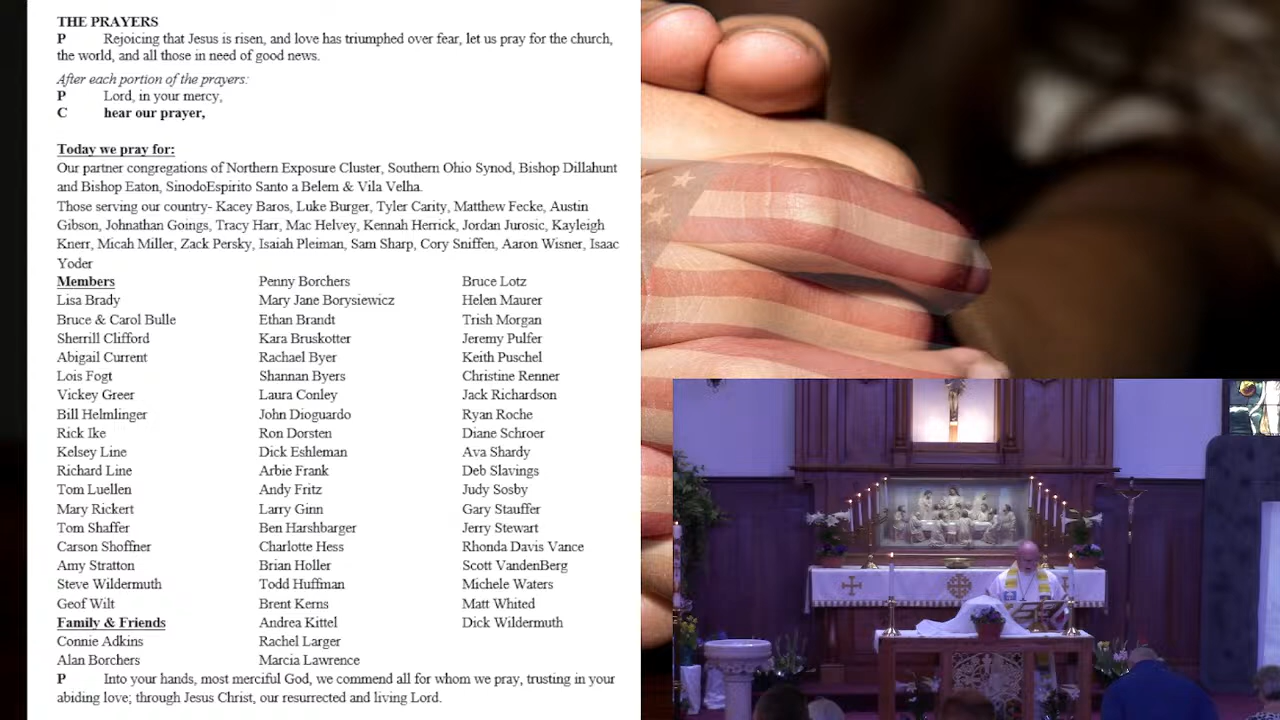 THE PRAYERS
P Rejoicing that Jesus is risen, and love has triumphed over fear, let us pray for the church,
the world, and all those in need of good news.
After each portion of the prayers:
P Lord, in your mercy,
C hear our prayer,
Today we pray for:
Our partner congregations of Northern Exposure Cluster, Southern Ohio Synod, Bishop Dillahunt
and Bishop Eaton, SinodoEspirito Santo a Belem & Vila Velha.
Those serving our country- Kacey Baros, Luke Burger, Tyler Carity, Matthew Fecke, Austin
Gibson, Johnathan Goings, Tracy Harr, Mac Helvey, Kennah Herrick, Jordan Jurosic, Kayleigh
Knerr, Micah Miller, Zack Persky, Isaiah Pleiman, Sam Sharp, Cory Sniffen, Aaron Wisner, Isaac
Yoder
Members
Lisa Brady
Bruce & Carol Bulle
Sherrill Clifford
Abigail Current
Lois Fogt
Vickey Greer
Bill Helmlinger
Rick Ike
Kelsey Line
Richard Line
Tom Luellen
Mary Rickert
Tom Shaffer
Carson Shoffner
Amy Stratton
Steve Wildermuth
Geof Wilt
Family & Friends
Connie Adkins
Alan Borchers
Penny Borchers
Mary Jane Borysiewicz
Ethan Brandt
Kara Bruskotter
Rachael Byer
Shannan Byers
Laura Conley
John Dioguardo
Ron Dorsten
Dick Eshleman
Arbie Frank
Andy Fritz
Larry Ginn
Ben Harshbarger
Charlotte Hess
Brian Holler
Todd Huffman
Brent Kerns
Andrea Kittel
Rachel Larger
Marcia Lawrence
Bruce Lotz
Helen Maurer
Trish Morgan
Jeremy Pulfer
Keith Puschel
Christine Renner
Jack Richardson
Ryan Roche
Diane Schroer
Ava Shardy
Deb Slavings
Judy Sosby
Gary Stauffer
Jerry Stewart
Rhonda Davis Vance
Scott VandenBerg
Michele Waters
Matt Whited
Dick Wildermuth
P Into your hands, most merciful God, we commend all for whom we pray, trusting in your
abiding love; through Jesus Christ, our resurrected and living Lord.